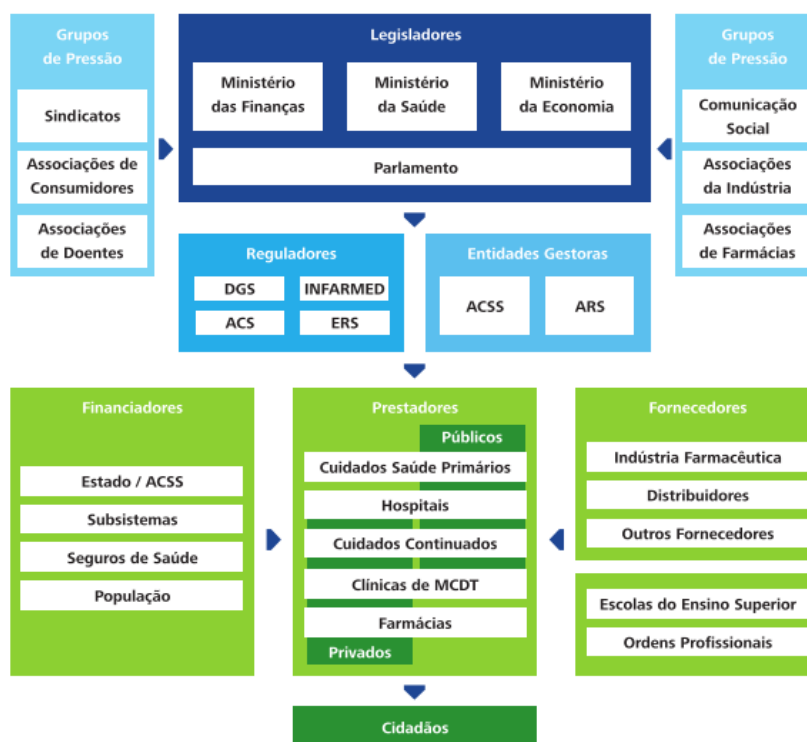 Grupos
de Pressão
Sindicatos
Associações de
Consumidores
Associações
de Doentes
Legisladores
Ministério
das Finanças
Ministério
da Saúde
Ministério
da Economia
Parlamento
Grupos
de Pressão
Comunicação
Social
Associações
da Indústria
Associações
de Farmácias
Reguladores
DGS
INFARMED
ACS
ERS
Entidades Gestoras
ACSS
ARS
Financiadores
Estado / ACSS
Subsistemas
Seguros de Saúde
População
Prestadores
Públicos
Cuidados Saúde Primários
Hospitais
Cuidados Continuados
Clínicas de MCDT
Farmácias
Privados
Fornecedores
Indústria Farmacêutica
Distribuidores
Outros Fornecedores
Escolas do Ensino Superior
Ordens Profissionais
Cidadãos